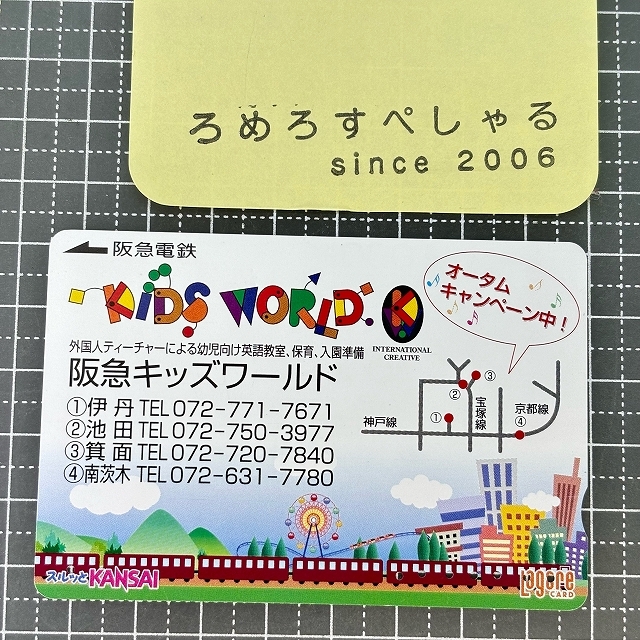 ろめろすぺしゃる
since 2006
阪急電鉄
KIDS WORLD
K
INTERNATIONAL
CREATIVE
オータム
キャンペーン中!
外国人ティーチャーによる幼児向け英語教室、保育、入園準備
阪急キッズワールド
①伊丹 TEL 072-771-7671
②池田 TEL 072-750-3977
③箕面 TEL 072-720-7840
④南茨木 TEL 072-631-7780
③
②
①
④
神戸線
宝塚線
京都線
スルッとKANSAI
Lagare
CARD